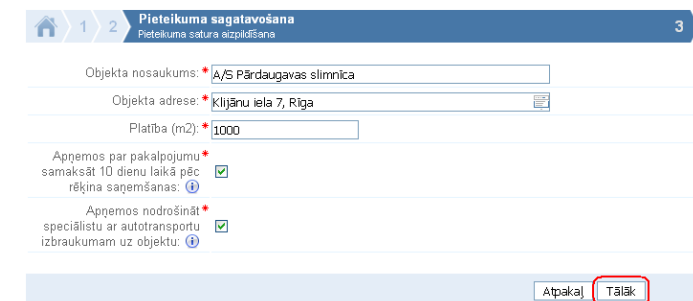 1 2 Pieteikuma sagatavošana 3
Pieteikuma satura aizpildīšana
Objekta nosaukums: * A/S Pārdaugavas slimnīca
Objekta adrese: * Klijānu iela 7, Rīga
Platība (m2): * 1000
Apņemos par pakalpojumu *
samaksāt 10 dienu laikā pēc
rēķina saņemšanas:
Apņemos nodrošināt *
speciālistu ar autotransportu
izbraukumam uz objektu:
Atpakaļ Tālāk